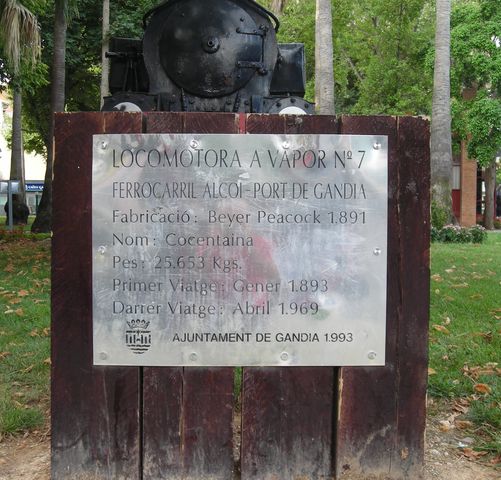 LOCOMOTORA A VAPOR Nº 7
FERROCARRIL ALCOI-PORT DE GANDIA
Fabricació: Beyer Peacock 1.891
Nom: Cocentaina
Pes: 25.653 Kgs.
Primer Viatge: Gener 1.893
Darrer Viatge: Abril 1.969
AJUNTAMENT DE GANDIA 1.993